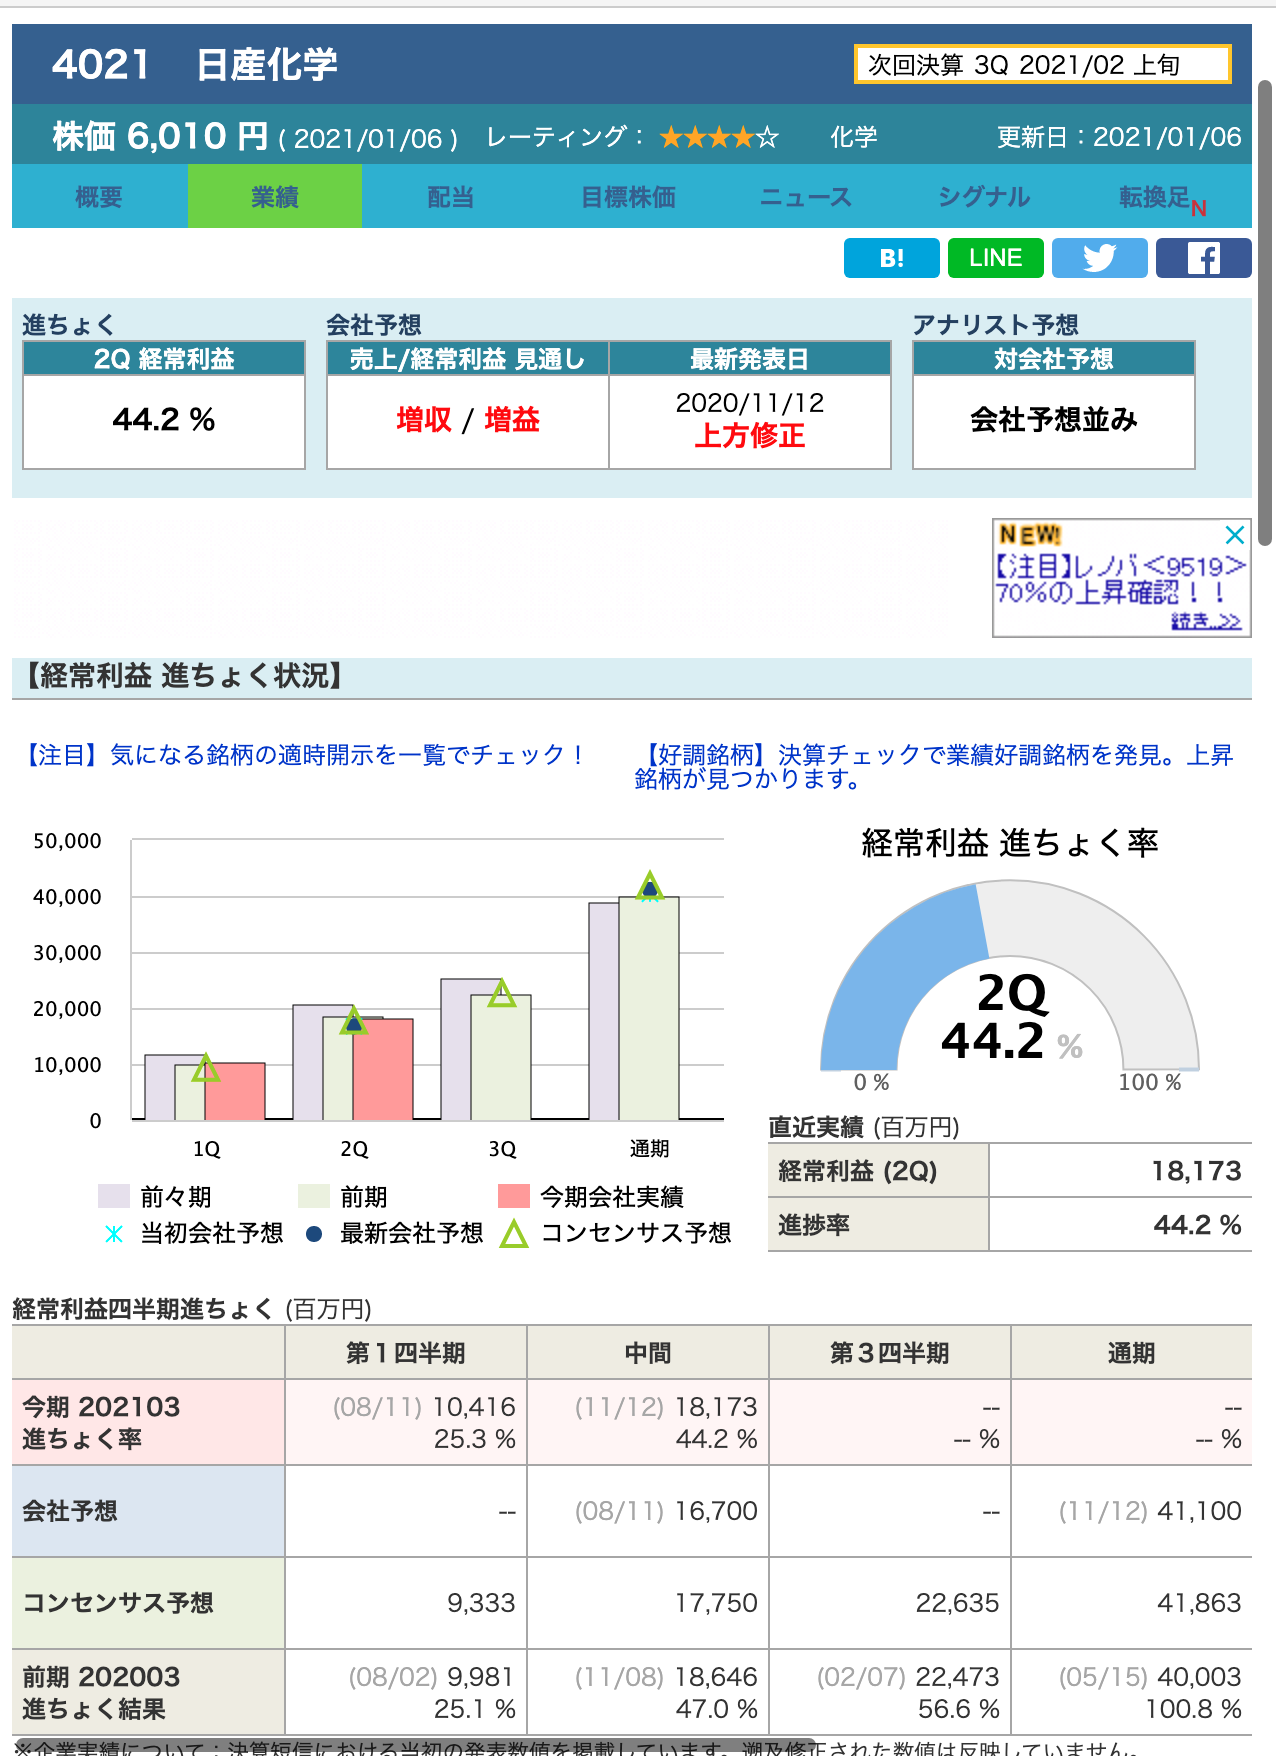 4021 日産化学
次回決算 3Q 2021/02 上旬
株価 6,010 円 ( 2021/01/06 ) レーティング： ★★★★☆ 化学 更新日：2021/01/06
概要 業績 配当 目標株価 ニュース シグナル 転換足N
B! LINE
進ちょく 会社予想 アナリスト予想
2Q 経常利益 売上/経常利益 見通し 最新発表日 対会社予想
44.2 % 増収 / 増益 2020/11/12 会社予想並み
上方修正
NEW!
【注目】レノバ<9519>
70%の上昇確認！！
続き..>>
【経常利益 進ちょく状況】
【注目】気になる銘柄の適時開示を一覧でチェック！
【好調銘柄】決算チェックで業績好調銘柄を発見。上昇
銘柄が見つかります。
50,000
40,000
30,000
20,000
10,000
0
1Q 2Q 3Q 通期
前々期 前期 今期会社実績
当初会社予想 最新会社予想 コンセンサス予想
経常利益 進ちょく率
2Q
44.2 %
0 % 100 %
直近実績 (百万円)
経常利益 (2Q) 18,173
進捗率 44.2 %
経常利益四半期進ちょく (百万円)
第１四半期 中間 第３四半期 通期
今期 202103 (08/11) 10,416 (11/12) 18,173 -- --
進ちょく率 25.3 % 44.2 % -- % -- %
会社予想 -- (08/11) 16,700 -- (11/12) 41,100
コンセンサス予想 9,333 17,750 22,635 41,863
前期 202003 (08/02) 9,981 (11/08) 18,646 (02/07) 22,473 (05/15) 40,003
進ちょく結果 25.1 % 47.0 % 56.6 % 100.8 %
※企業実績について：決算短信における当初の発表数値を掲載しています。遡及修正された数値は反映していません。